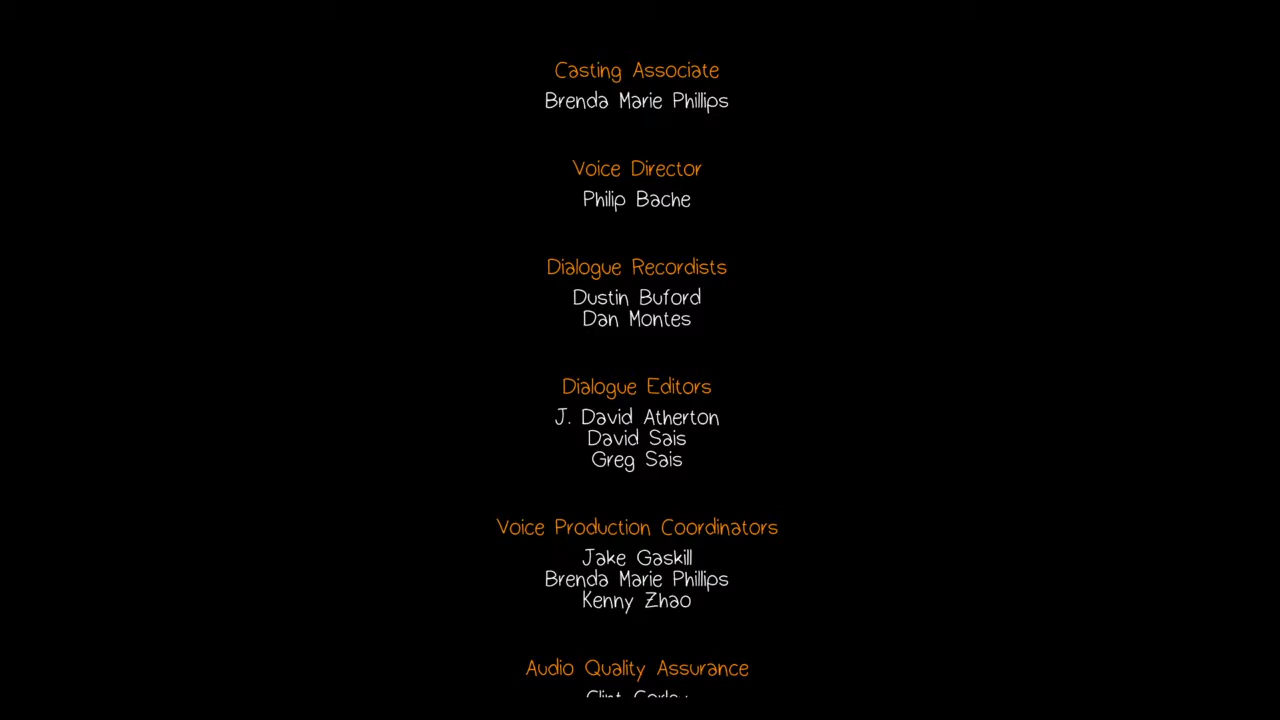 Casting Associate
Brenda Marie Phillips
Voice Director
Philip Bache
Dialogue Recordists
Dustin Buford
Dan Montes
Dialogue Editors
J. David Atherton
David Sais
Greg Sais
Voice Production Coordinators
Jake Gaskill
Brenda Marie Phillips
Kenny Zhao
Audio Quality Assurance